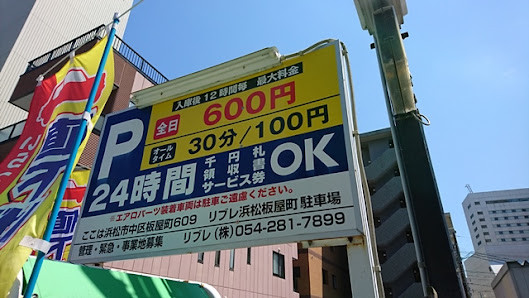 入庫後12時間毎 最大料金
全日 600円
P オールタイム 30分/100円
24時間 千円札 領収書 サービス券 OK
※エアロパーツ装着車両は駐車ご遠慮ください。
ここは浜松市中区板屋町609 リブレ浜松板屋町 駐車場
管理・緊急・事業地募集 リブレ(株)054-281-7899